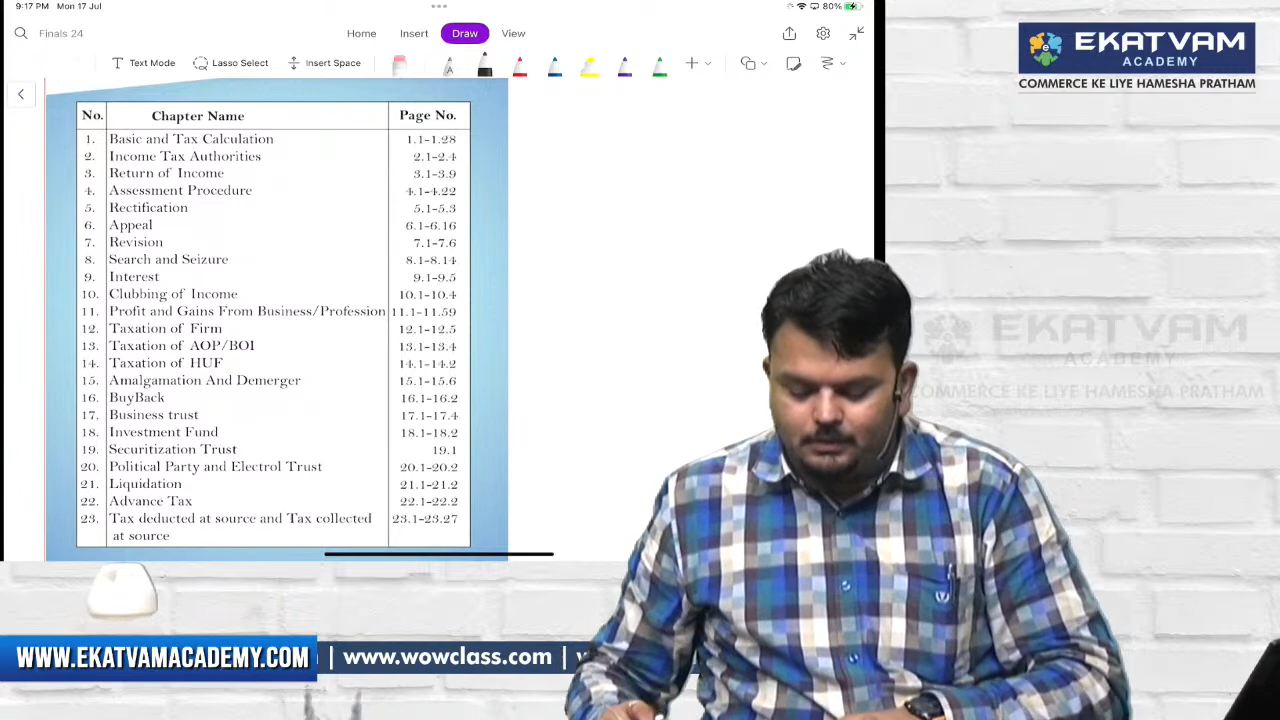 9:17 PM Mon 17 Jul
80%
Finals 24
Home Insert Draw View
Text Mode Lasso Select Insert Space
EKATVAM
ACADEMY
COMMERCE KE LIYE HAMESHA PRATHAM
No. Chapter Name Page No.
1. Basic and Tax Calculation 1.1-1.28
2. Income Tax Authorities 2.1-2.4
3. Return of Income 3.1-3.9
4. Assessment Procedure 4.1-4.22
5. Rectification 5.1-5.3
6. Appeal 6.1-6.16
7. Revision 7.1-7.6
8. Search and Seizure 8.1-8.14
9. Interest 9.1-9.5
10. Clubbing of Income 10.1-10.4
11. Profit and Gains From Business/Profession 11.1-11.59
12. Taxation of Firm 12.1-12.5
13. Taxation of AOP/BOI 13.1-13.4
14. Taxation of HUF 14.1-14.2
15. Amalgamation And Demerger 15.1-15.6
16. BuyBack 16.1-16.2
17. Business trust 17.1-17.4
18. Investment Fund 18.1-18.2
19. Securitization Trust 19.1
20. Political Party and Electrol Trust 20.1-20.2
21. Liquidation 21.1-21.2
22. Advance Tax 22.1-22.2
23. Tax deducted at source and Tax collected 23.1-23.27
at source
EKATVAM
ACADEMY
COMMERCE KE LIYE HAMESHA PRATHAM
WWW.EKATVAMACADEMY.COM | www.wowclass.com |